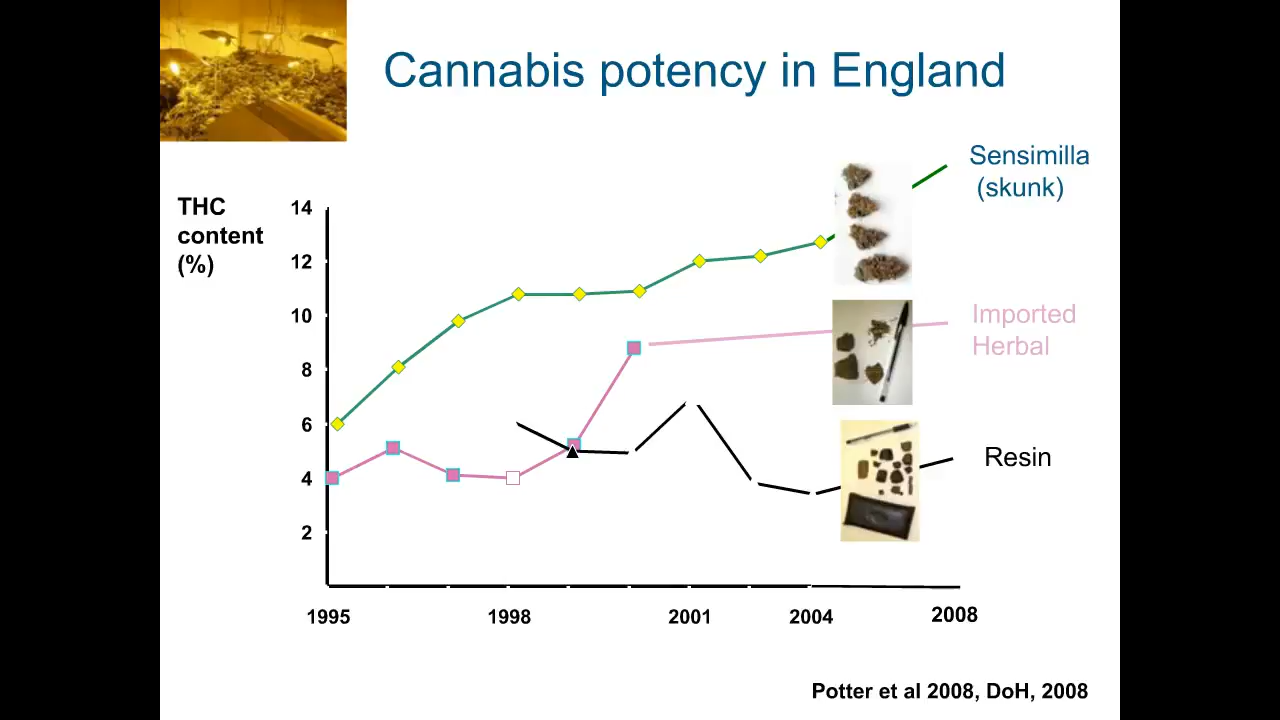 Cannabis potency in England
Sensimilla
(skunk)
THC
content
(%)
14
12
10
8
6
4
2
Imported
Herbal
Resin
1995
1998
2001
2004
2008
Potter et al 2008, DoH, 2008